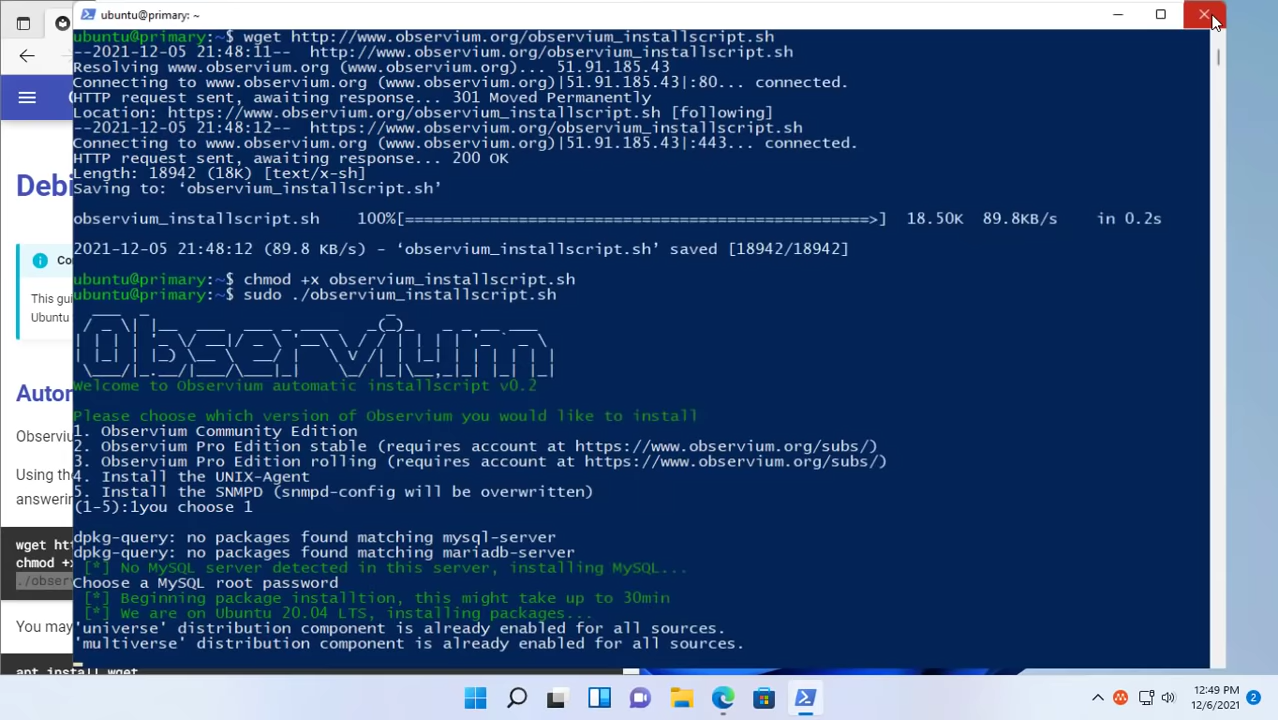 ubuntu@primary: ~
ubuntu@primary:~$ wget http://www.observium.org/observium_installscript.sh
--2021-12-05 21:48:11--  http://www.observium.org/observium_installscript.sh
Resolving www.observium.org (www.observium.org)... 51.91.185.43
Connecting to www.observium.org (www.observium.org)|51.91.185.43|:80... connected.
HTTP request sent, awaiting response... 301 Moved Permanently
Location: https://www.observium.org/observium_installscript.sh [following]
--2021-12-05 21:48:12--  https://www.observium.org/observium_installscript.sh
Connecting to www.observium.org (www.observium.org)|51.91.185.43|:443... connected.
HTTP request sent, awaiting response... 200 OK
Length: 18942 (18K) [text/x-sh]
Saving to: ‘observium_installscript.sh’
observium_installscript.sh    100%[=================================================>]  18.50K  89.8KB/s    in 0.2s
2021-12-05 21:48:12 (89.8 KB/s) - ‘observium_installscript.sh’ saved [18942/18942]
ubuntu@primary:~$ chmod +x observium_installscript.sh
ubuntu@primary:~$ sudo ./observium_installscript.sh
Observium
Welcome to Observium automatic installscript v0.2
Please choose which version of Observium you would like to install
1. Observium Community Edition
2. Observium Pro Edition stable (requires account at https://www.observium.org/subs/)
3. Observium Pro Edition rolling (requires account at https://www.observium.org/subs/)
4. Install the UNIX-Agent
5. Install the SNMPD (snmpd-config will be overwritten)
(1-5):1you choose 1
dpkg-query: no packages found matching mysql-server
dpkg-query: no packages found matching mariadb-server
[*] No MySQL server detected in this server, installing MySQL...
Choose a MySQL root password
[*] Beginning package installtion, this might take up to 30min
[*] We are on Ubuntu 20.04 LTS, installing packages...
'universe' distribution component is already enabled for all sources.
'multiverse' distribution component is already enabled for all sources.
Debi
Co
This gui
Ubuntu
Auton
Observiu
Using the
answerin
wget htt
chmod +x
./obser
You may
apt install wget
12:49 PM
12/6/2021
2